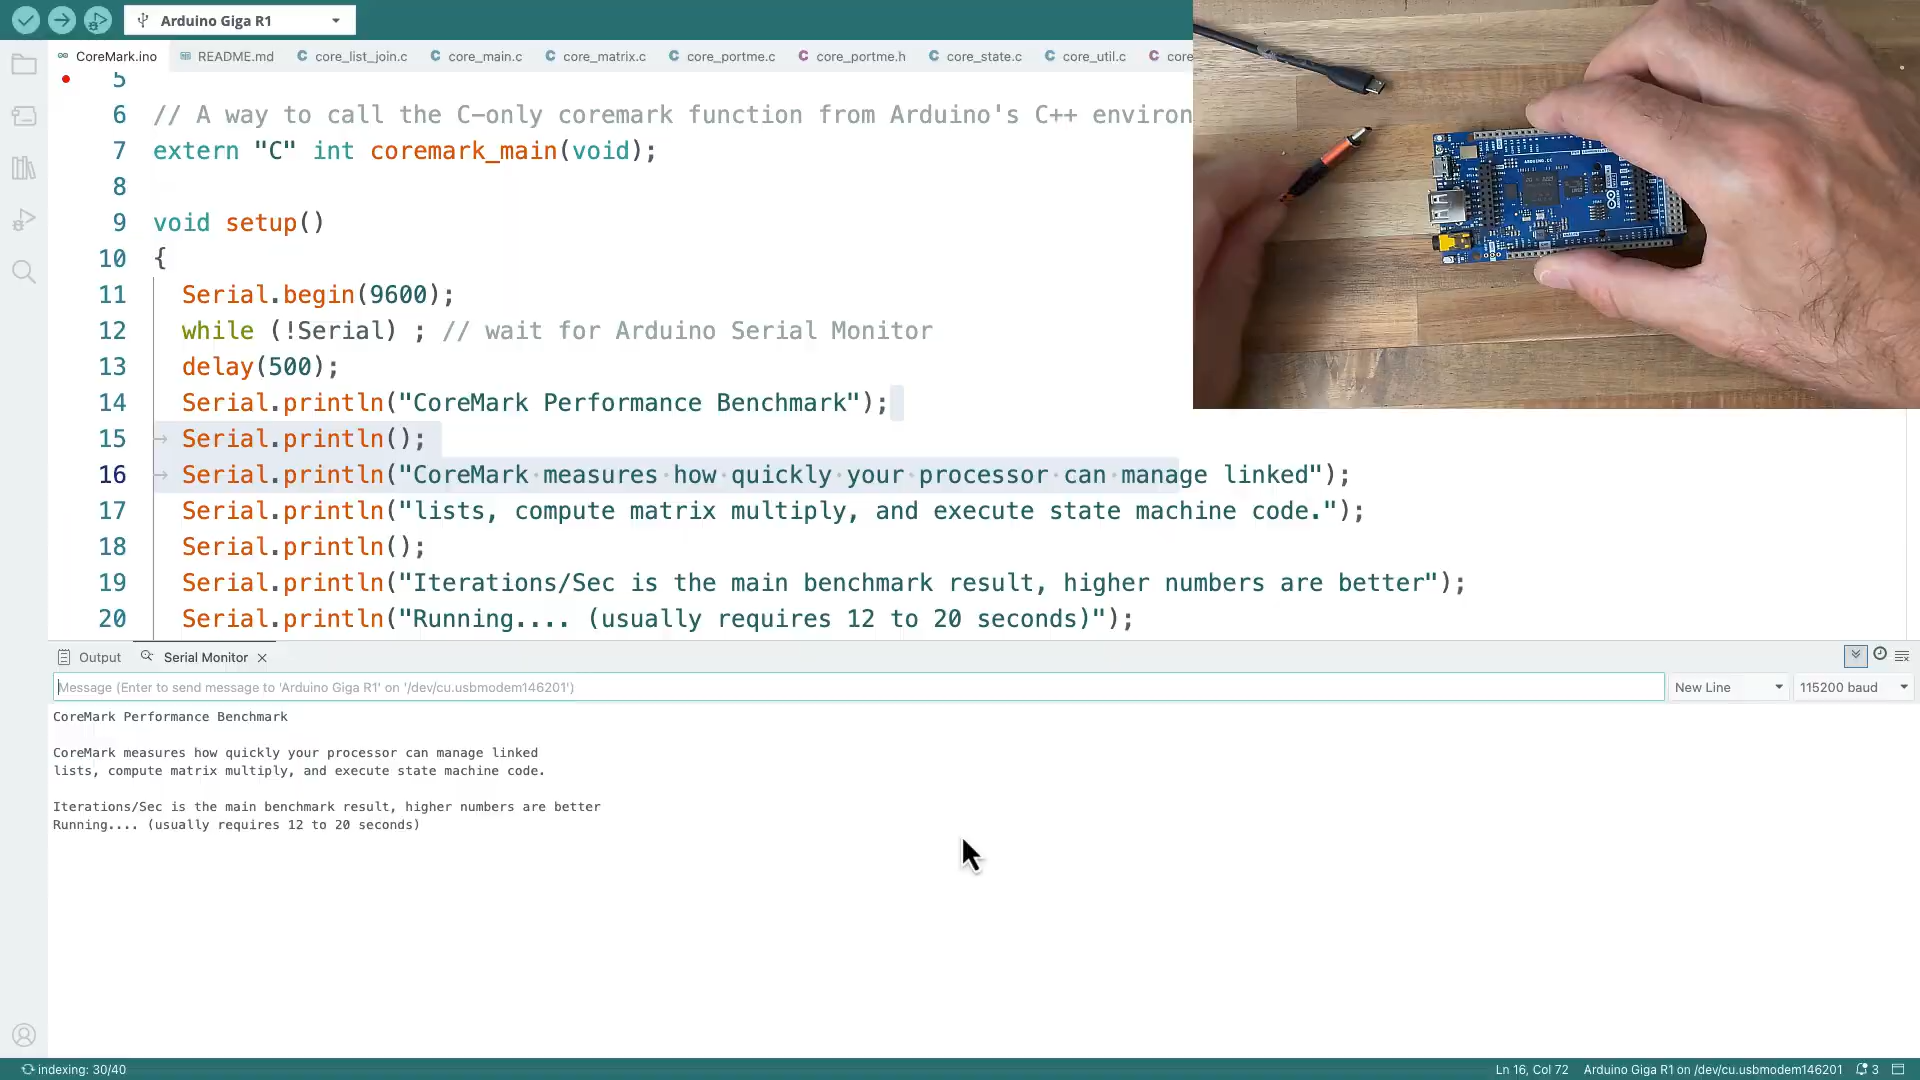 Arduino Giga R1
CoreMark.ino README.md core_list_join.c core_main.c core_matrix.c core_portme.c core_portme.h core_state.c core_util.c core
5
6 // A way to call the C-only coremark function from Arduino's C++ environ
7 extern "C" int coremark_main(void);
8
9 void setup()
10 {
11 Serial.begin(9600);
12 while (!Serial) ; // wait for Arduino Serial Monitor
13 delay(500);
14 Serial.println("CoreMark Performance Benchmark");
15 Serial.println();
16 Serial.println("CoreMark measures how quickly your processor can manage linked");
17 Serial.println("lists, compute matrix multiply, and execute state machine code.");
18 Serial.println();
19 Serial.println("Iterations/Sec is the main benchmark result, higher numbers are better");
20 Serial.println("Running.... (usually requires 12 to 20 seconds)");
Output Serial Monitor
Message (Enter to send message to 'Arduino Giga R1' on '/dev/cu.usbmodem146201')
New Line 115200 baud
CoreMark Performance Benchmark
CoreMark measures how quickly your processor can manage linked
lists, compute matrix multiply, and execute state machine code.
Iterations/Sec is the main benchmark result, higher numbers are better
Running.... (usually requires 12 to 20 seconds)
indexing: 30/40
Ln 16, Col 72 Arduino Giga R1 on /dev/cu.usbmodem146201 3
ARDUINO.CC